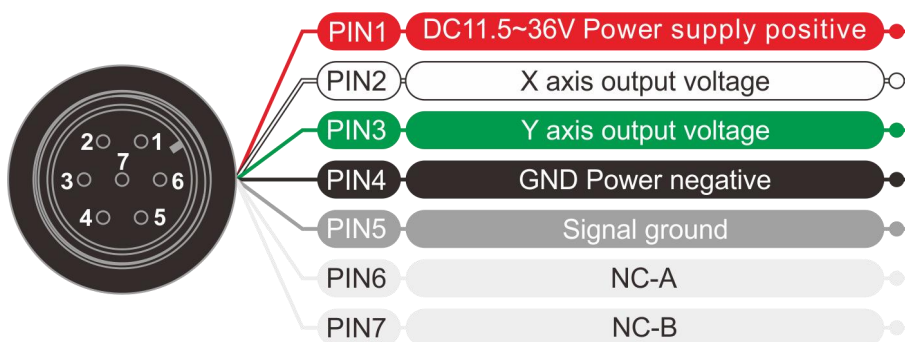 PIN1 DC11.5~36V Power supply positive
PIN2 X axis output voltage
PIN3 Y axis output voltage
PIN4 GND Power negative
PIN5 Signal ground
PIN6 NC-A
PIN7 NC-B
2 1
7
3 6
4 5